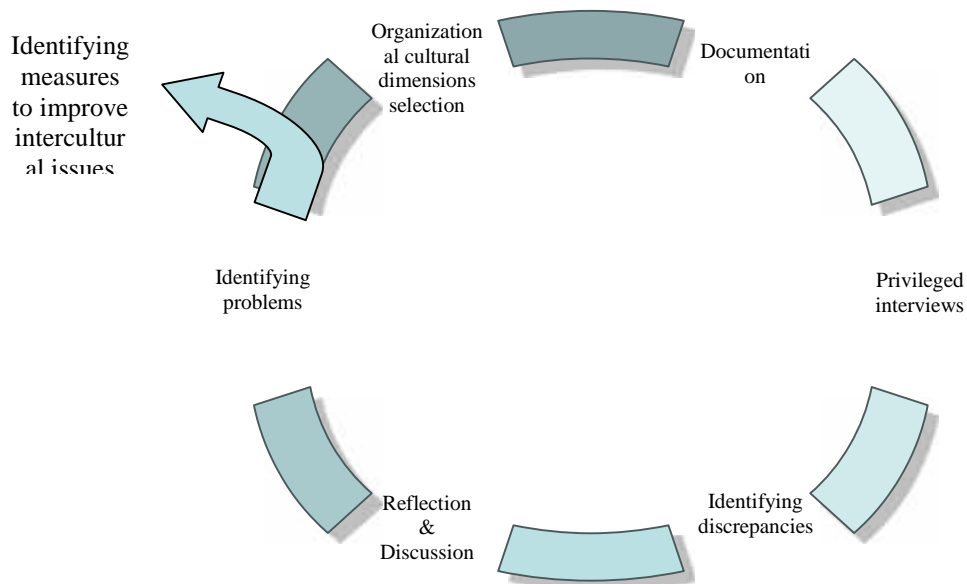 Identifying
measures
to improve
intercultur
al issues
Organization
al cultural
dimensions
selection
Documentati
on
Privileged
interviews
Identifying
discrepancies
Reflection
&
Discussion
Identifying
problems